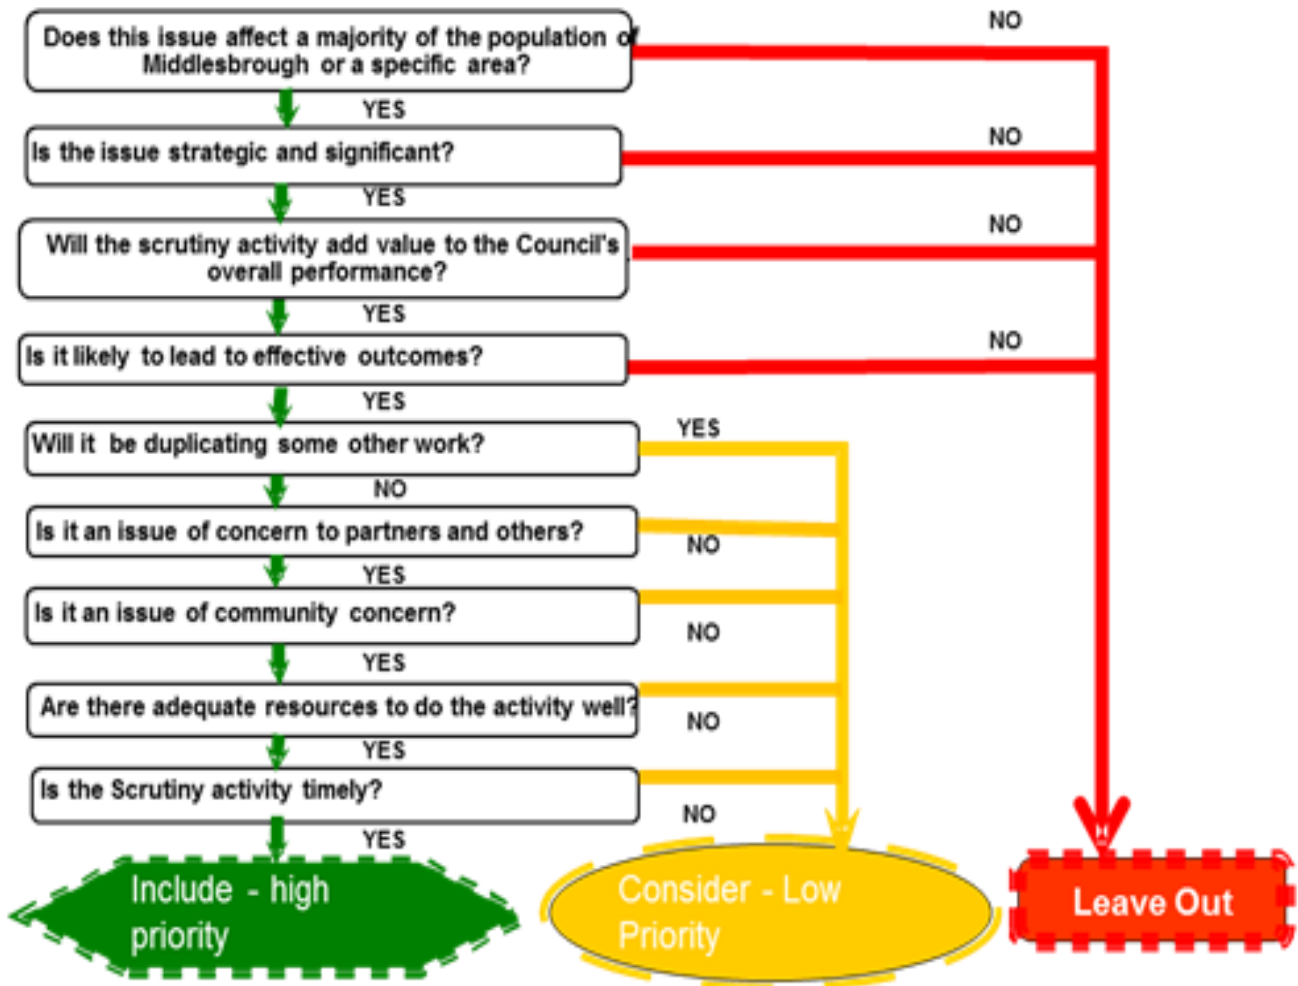 NO
Does this issue affect a majority of the population of
Middlesbrough or a specific area?
YES
NO
Is the issue strategic and significant?
YES
NO
Will the scrutiny activity add value to the Council's
overall performance?
YES
NO
Is it likely to lead to effective outcomes?
YES
YES
Will it be duplicating some other work?
NO
Is it an issue of concern to partners and others?
NO
YES
Is it an issue of community concern?
NO
YES
Are there adequate resources to do the activity well?
NO
YES
Is the Scrutiny activity timely?
NO
YES
Include - high
priority
Consider - Low
Priority
Leave Out